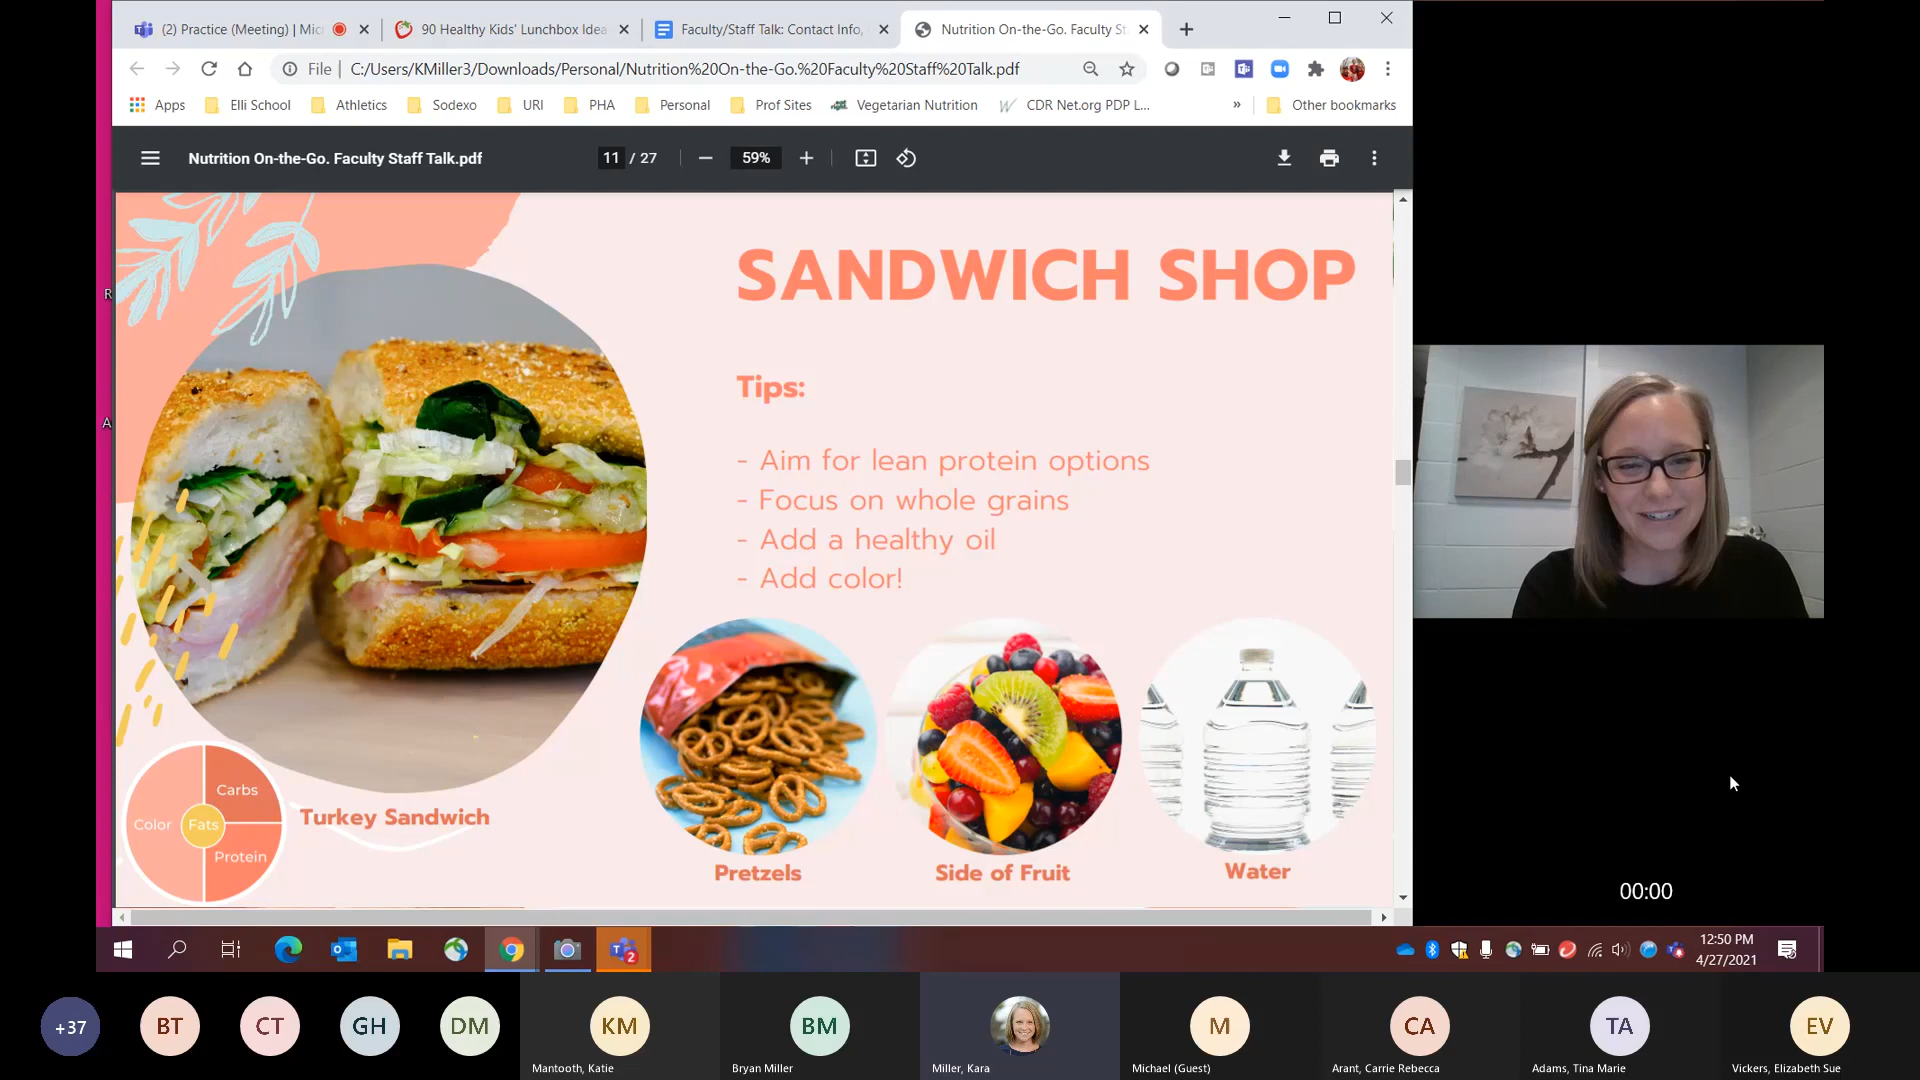 (2) Practice (Meeting) | Mic
90 Healthy Kids' Lunchbox Idea
Faculty/Staff Talk: Contact Info,
Nutrition On-the-Go. Faculty St
File
C:/Users/KMiller3/Downloads/Personal/Nutrition%20On-the-Go.%20Faculty%20Staff%20Talk.pdf
Apps
Elli School
Athletics
Sodexo
URI
PHA
Personal
Prof Sites
Vegetarian Nutrition
CDR Net.org PDP L...
»
Other bookmarks
Nutrition On-the-Go. Faculty Staff Talk.pdf
11 / 27
59%
R
A
SANDWICH SHOP
Tips:
- Aim for lean protein options
- Focus on whole grains
- Add a healthy oil
- Add color!
Carbs
Color
Fats
Protein
Turkey Sandwich
Pretzels
Side of Fruit
Water
00:00
2
12:50 PM
4/27/2021
+37
BT
CT
GH
DM
KM
Mantooth, Katie
BM
Bryan Miller
Miller, Kara
M
Michael (Guest)
CA
Arant, Carrie Rebecca
TA
Adams, Tina Marie
EV
Vickers, Elizabeth Sue